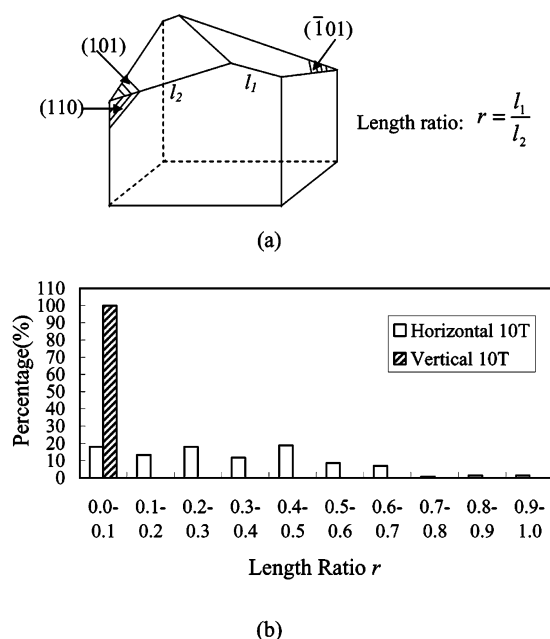 (a)
(101)
(1̄01)
(110)
l₂
l₁
Length ratio: r = l₁/l₂
(a)
Percentage(%)
110
100
90
80
70
60
50
40
30
20
10
0
Horizontal 10T
Vertical 10T
0.0-0.1
0.1-0.2
0.2-0.3
0.3-0.4
0.4-0.5
0.5-0.6
0.6-0.7
0.7-0.8
0.8-0.9
0.9-1.0
Length Ratio r
(b)